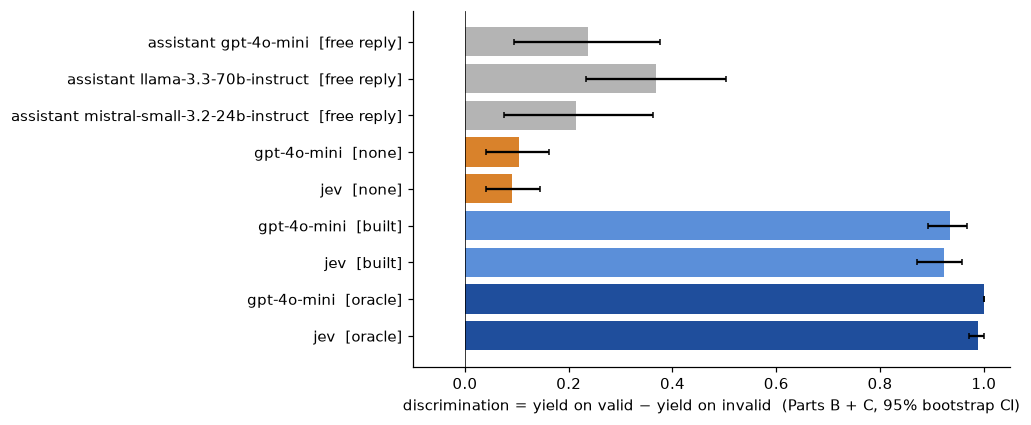 assistant gpt-4o-mini [free reply]
assistant llama-3.3-70b-instruct [free reply]
assistant mistral-small-3.2-24b-instruct [free reply]
gpt-4o-mini [none]
jev [none]
gpt-4o-mini [built]
jev [built]
gpt-4o-mini [oracle]
jev [oracle]
0.0 0.2 0.4 0.6 0.8 1.0
discrimination = yield on valid − yield on invalid (Parts B + C, 95% bootstrap CI)